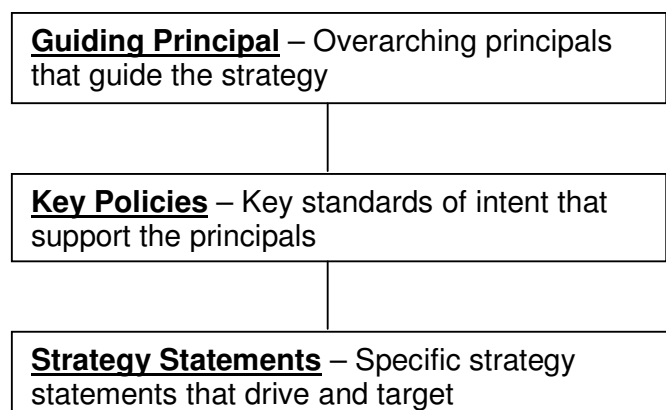 Guiding Principal – Overarching principals
that guide the strategy
Key Policies – Key standards of intent that
support the principals
Strategy Statements – Specific strategy
statements that drive and target